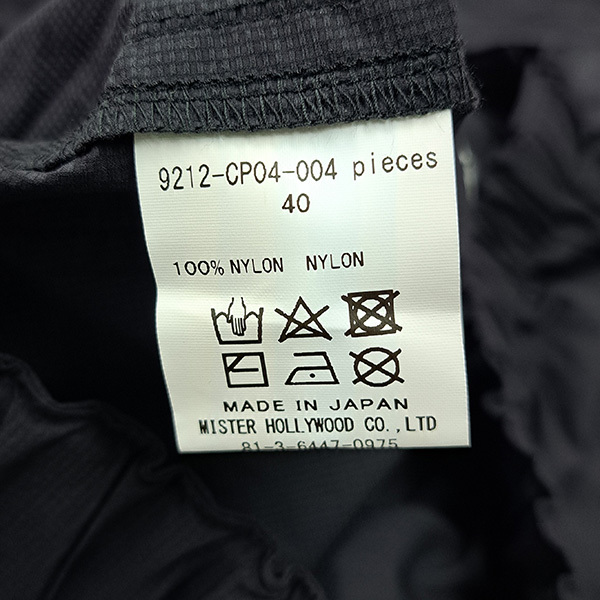 9212-CP04-004 pieces
40
100% NYLON NYLON
MADE IN JAPAN
MISTER HOLLYWOOD CO.,LTD
81-3-6447-0975